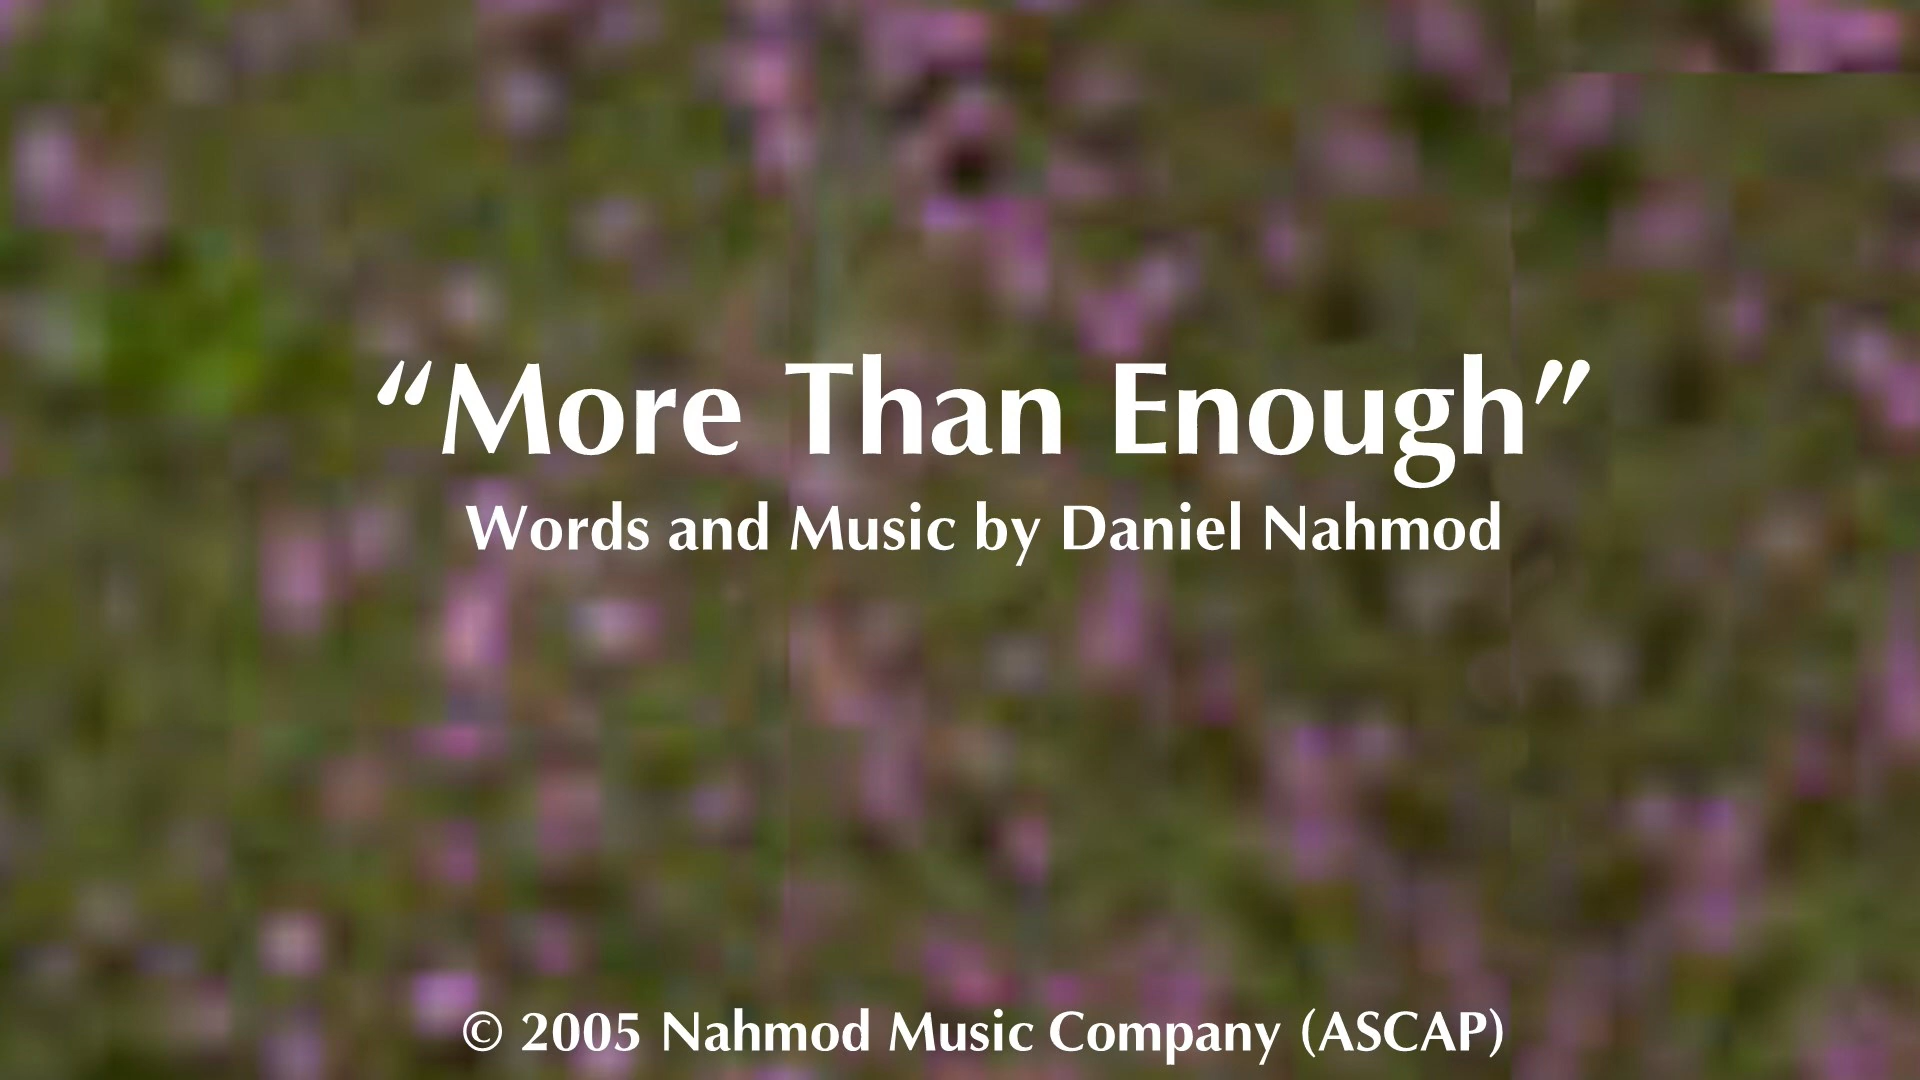 “More Than Enough”
Words and Music by Daniel Nahmod
© 2005 Nahmod Music Company (ASCAP)